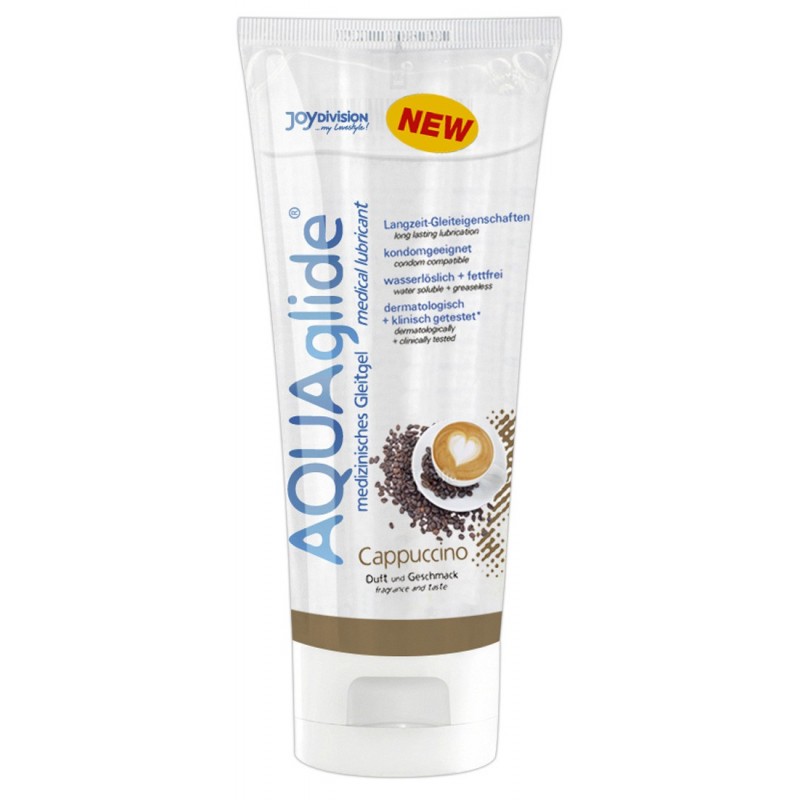 JOYDIVISION
...my Lovestyle!
NEW
AQUAglide®
medizinisches Gleitgel
medical lubricant
Langzeit-Gleiteigenschaften
long lasting lubrication
kondomgeeignet
condom compatible
wasserlöslich + fettfrei
water soluble + greaseless
dermatologisch
+ klinisch getestet*
dermatologically
+ clinically tested
Cappuccino
Duft und Geschmack
fragrance and taste